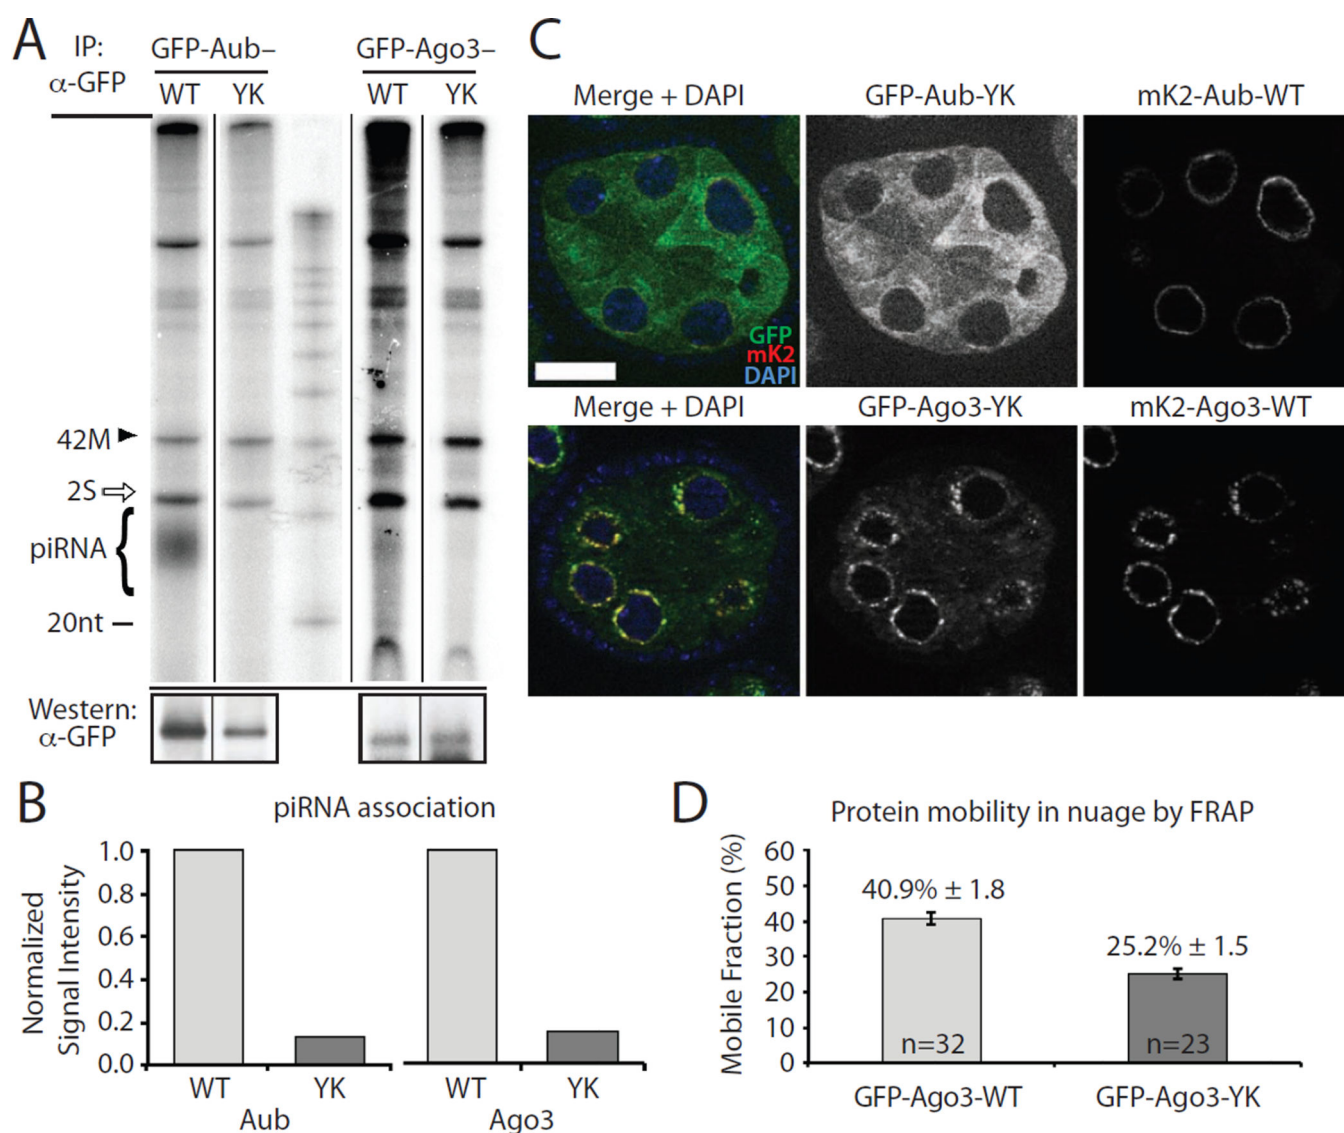 A
IP:
α-GFP
GFP-Aub–
GFP-Ago3–
WT
YK
WT
YK
42M
2S
piRNA
20nt
Western:
α-GFP
C
Merge + DAPI
GFP-Aub-YK
mK2-Aub-WT
GFP
mK2
DAPI
Merge + DAPI
GFP-Ago3-YK
mK2-Ago3-WT
B
piRNA association
Normalized
Signal Intensity
1.0
0.8
0.6
0.4
0.2
0.0
WT
YK
WT
YK
Aub
Ago3
D
Protein mobility in nuage by FRAP
Mobile Fraction (%)
60
50
40
30
20
10
0
40.9% ± 1.8
25.2% ± 1.5
n=32
n=23
GFP-Ago3-WT
GFP-Ago3-YK